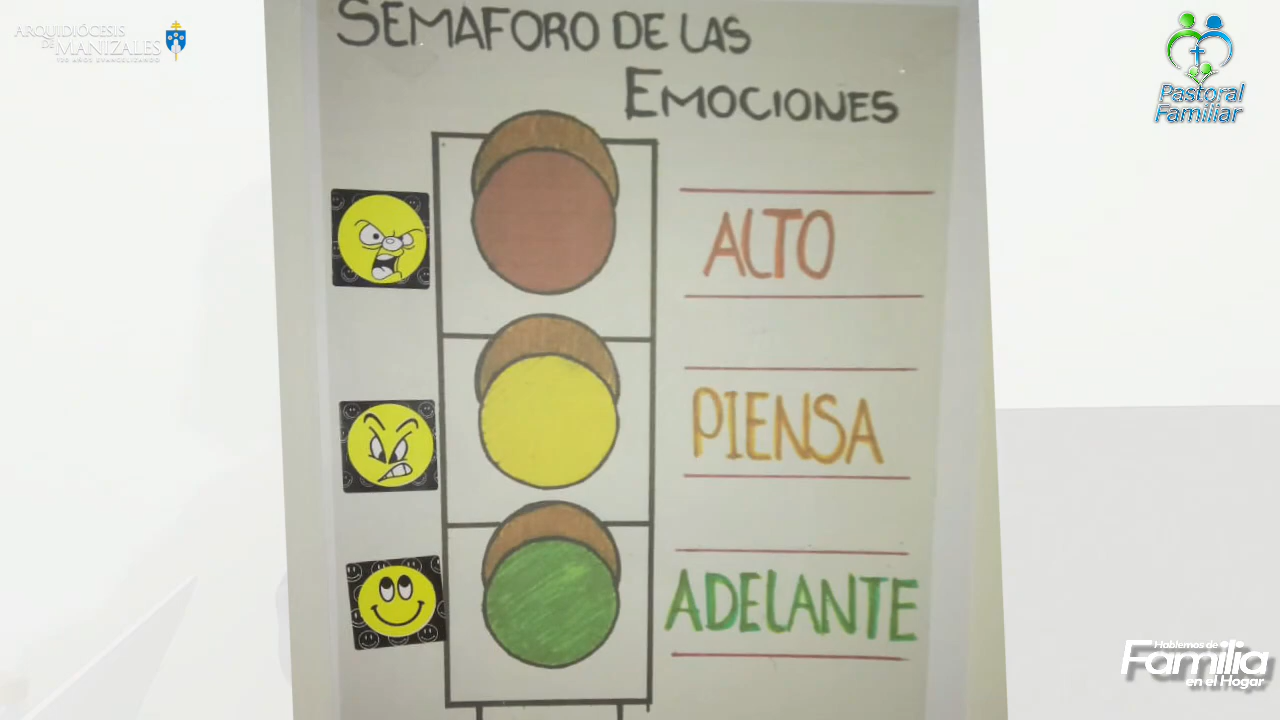 ARQUIDIÓCESIS
DE MANIZALES
Pastoral
Familiar
SEMAFORO DE LAS
EMOCIONES
ALTO
PIENSA
ADELANTE
Hablemos de
Familia
en el Hogar